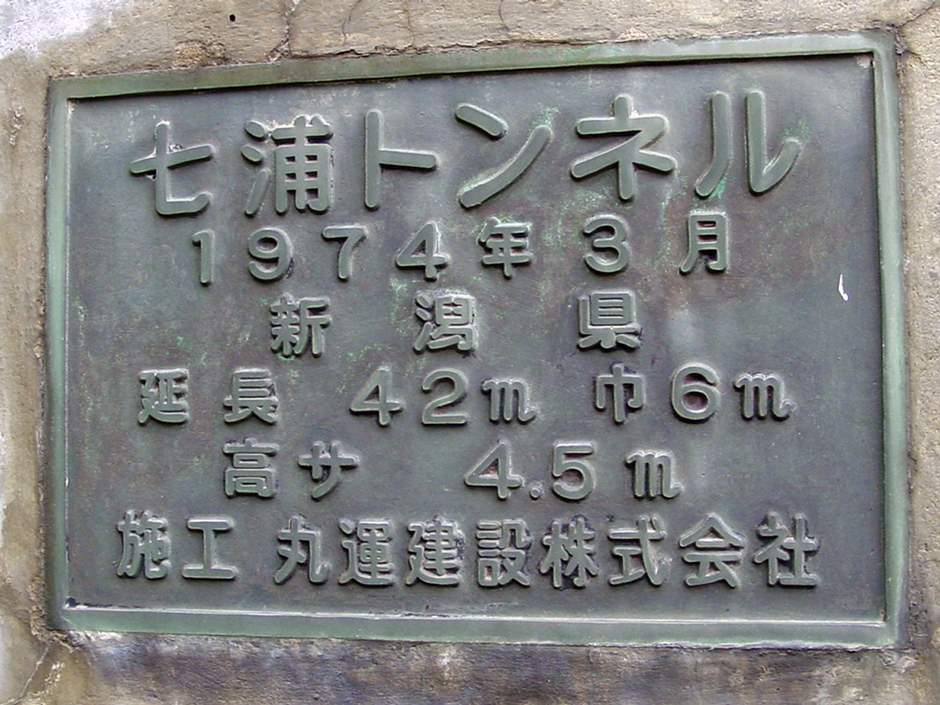 七浦トンネル
1974年3月
新潟県
延長 42m 巾6m
高サ 4.5m
施工 丸運建設株式会社